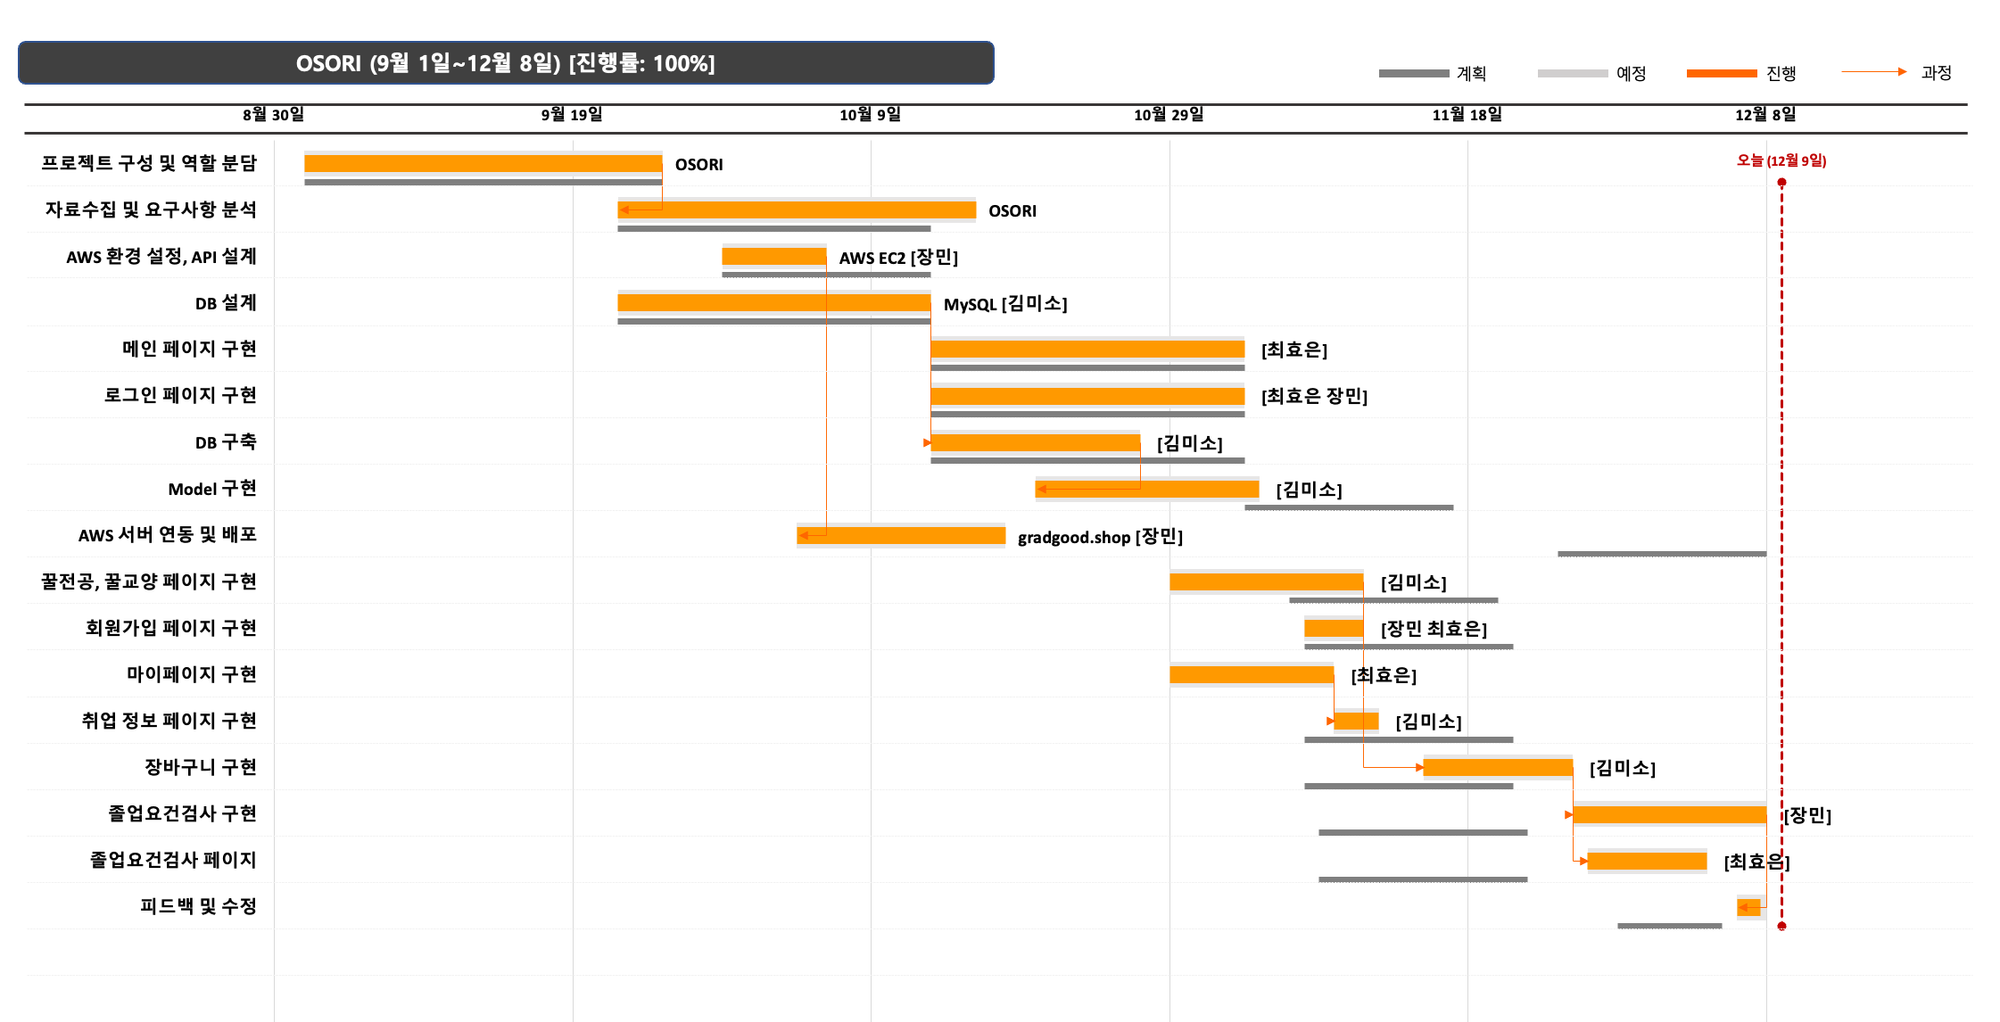 OSORI (9월 1일~12월 8일) [진행률: 100%]
계획 예정 진행 과정
8월 30일 9월 19일 10월 9일 10월 29일 11월 18일 12월 8일
오늘 (12월 9일)
프로젝트 구성 및 역할 분담 OSORI
자료수집 및 요구사항 분석 OSORI
AWS 환경 설정, API 설계 AWS EC2 [장민]
DB 설계 MySQL [김미소]
메인 페이지 구현 [최효은]
로그인 페이지 구현 [최효은 장민]
DB 구축 [김미소]
Model 구현 [김미소]
AWS 서버 연동 및 배포 gradgood.shop [장민]
꿀전공, 꿀교양 페이지 구현 [김미소]
회원가입 페이지 구현 [장민 최효은]
마이페이지 구현 [최효은]
취업 정보 페이지 구현 [김미소]
장바구니 구현 [김미소]
졸업요건검사 구현 [장민]
졸업요건검사 페이지 [최효은]
피드백 및 수정